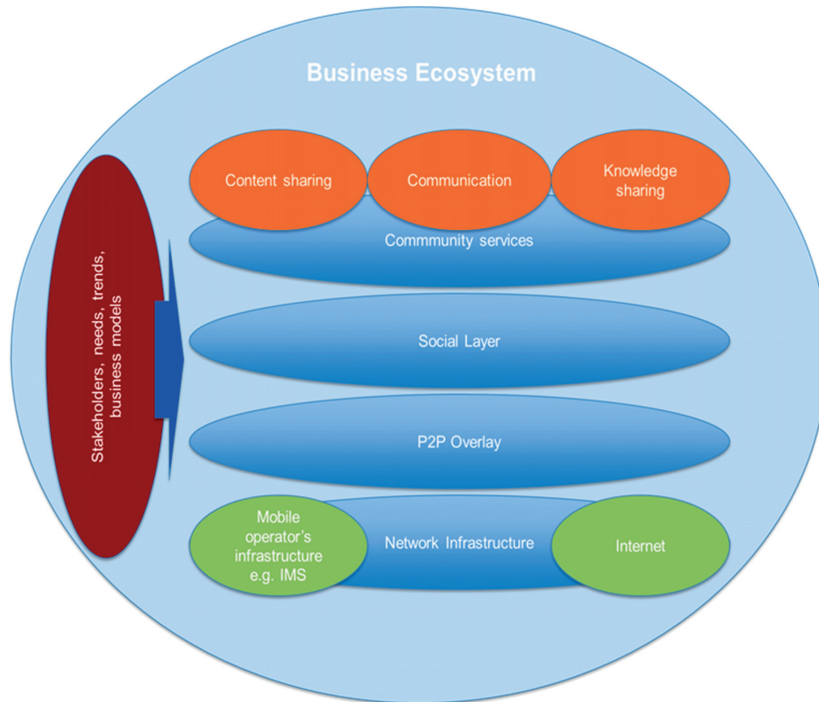 Business Ecosystem
Stakeholders, needs, trends,
business models
Content sharing
Communication
Knowledge
sharing
Commmunity services
Social Layer
P2P Overlay
Mobile
operator's
infrastructure
e.g. IMS
Network Infrastructure
Internet